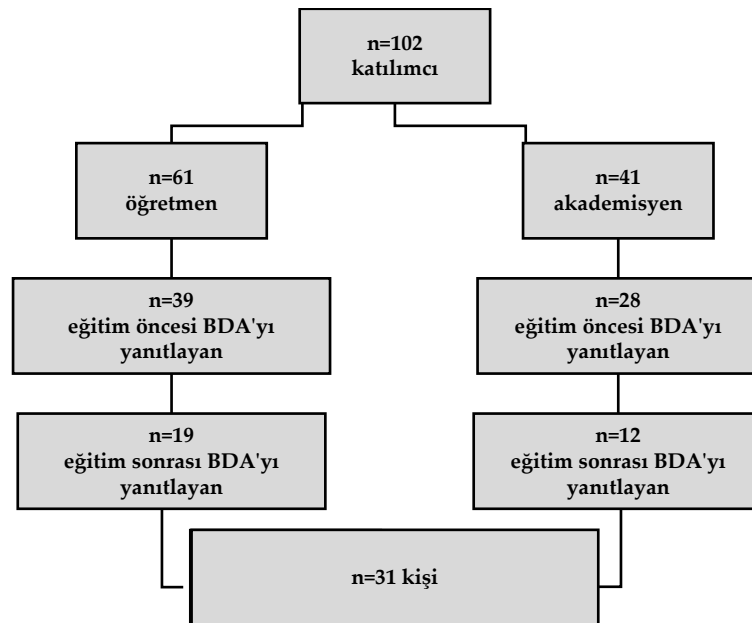 n=102
katılımcı
n=61
öğretmen
n=41
akademisyen
n=39
eğitim öncesi BDA'yı
yanıtlayan
n=28
eğitim öncesi BDA'yı
yanıtlayan
n=19
eğitim sonrası BDA'yı
yanıtlayan
n=12
eğitim sonrası BDA'yı
yanıtlayan
n=31 kişi